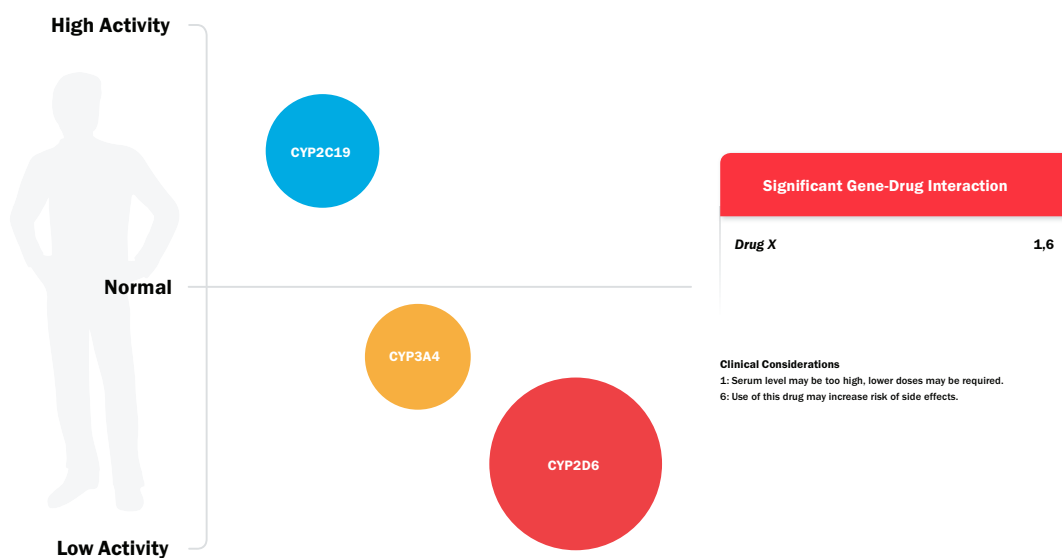 High Activity
CYP2C19
Significant Gene-Drug Interaction
Drug X 1,6
Normal
CYP3A4
Clinical Considerations
1: Serum level may be too high, lower doses may be required.
6: Use of this drug may increase risk of side effects.
CYP2D6
Low Activity